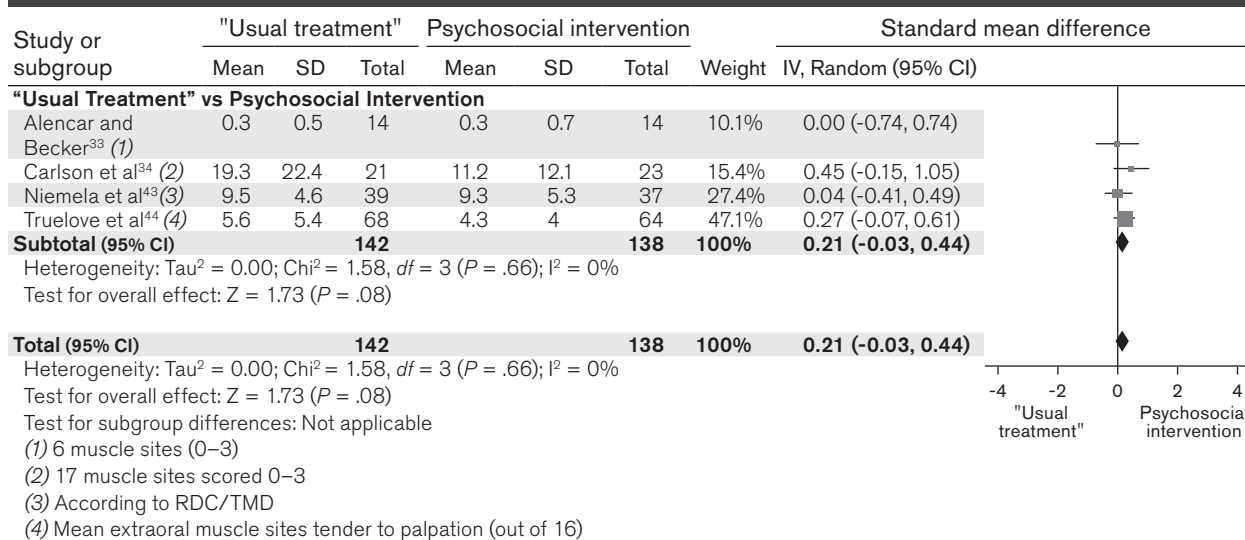 Study or subgroup "Usual treatment" Psychosocial intervention Standard mean difference
Mean SD Total Mean SD Total Weight IV, Random (95% CI)
“Usual Treatment” vs Psychosocial Intervention
Alencar and Becker³³ (1) 0.3 0.5 14 0.3 0.7 14 10.1% 0.00 (-0.74, 0.74)
Carlson et al³⁴ (2) 19.3 22.4 21 11.2 12.1 23 15.4% 0.45 (-0.15, 1.05)
Niemela et al⁴³(3) 9.5 4.6 39 9.3 5.3 37 27.4% 0.04 (-0.41, 0.49)
Truelove et al⁴⁴ (4) 5.6 5.4 68 4.3 4 64 47.1% 0.27 (-0.07, 0.61)
Subtotal (95% CI) 142 138 100% 0.21 (-0.03, 0.44)
Heterogeneity: Tau² = 0.00; Chi² = 1.58, df = 3 (P = .66); I² = 0%
Test for overall effect: Z = 1.73 (P = .08)
Total (95% CI) 142 138 100% 0.21 (-0.03, 0.44)
Heterogeneity: Tau² = 0.00; Chi² = 1.58, df = 3 (P = .66); I² = 0%
Test for overall effect: Z = 1.73 (P = .08)
Test for subgroup differences: Not applicable
(1) 6 muscle sites (0–3)
(2) 17 muscle sites scored 0–3
(3) According to RDC/TMD
(4) Mean extraoral muscle sites tender to palpation (out of 16)
-4 -2 0 2 4
"Usual treatment" Psychosocial intervention